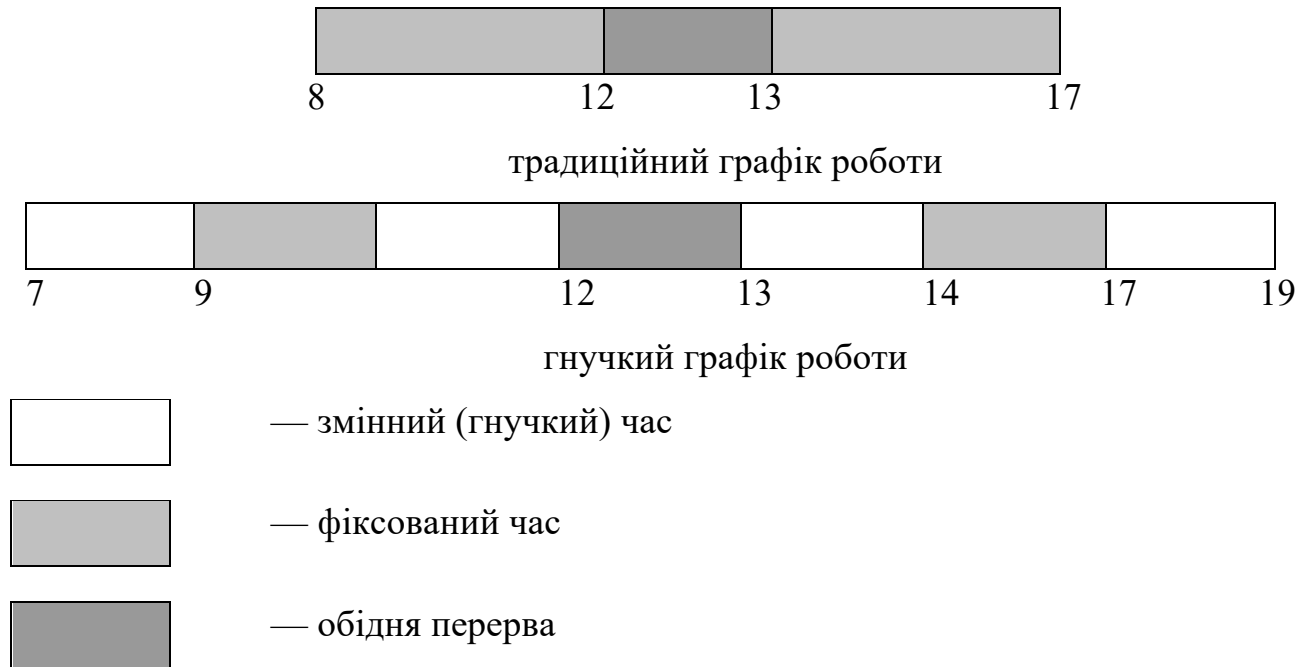 8 12 13 17
традиційний графік роботи
7 9 12 13 14 17 19
гнучкий графік роботи
— змінний (гнучкий) час
— фіксований час
— обідня перерва